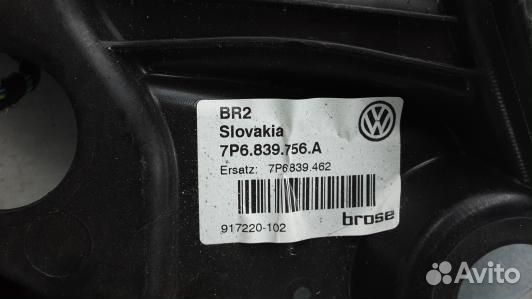 BR2
Slovakia
7P6.839.756.A
Ersatz: 7P6839.462
917220-102
brose
Avito